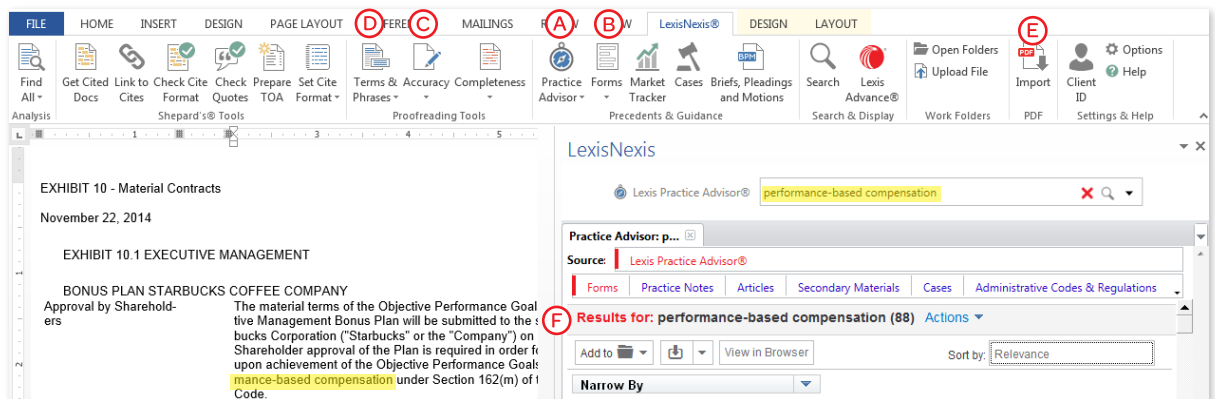 FILE HOME INSERT DESIGN PAGE LAYOUT MAILINGS LexisNexis® DESIGN LAYOUT
D C A B E
Find All Get Cited Docs Link to Cites Check Cite Format Check Quotes Prepare TOA Set Cite Format Terms & Phrases Accuracy Completeness Practice Advisor Forms Market Tracker Cases BPM Briefs, Pleadings and Motions Search Lexis Advance® Open Folders Upload File PDF Import Client ID Options Help
Analysis Shepard's® Tools Proofreading Tools Precedents & Guidance Search & Display Work Folders PDF Settings & Help
L 1 3 4 5
1
2
EXHIBIT 10 - Material Contracts
November 22, 2014
EXHIBIT 10.1 EXECUTIVE MANAGEMENT
BONUS PLAN STARBUCKS COFFEE COMPANY
Approval by Sharehold-
ers
The material terms of the Objective Performance Goal
tive Management Bonus Plan will be submitted to the s
bucks Corporation ("Starbucks" or the "Company") on
Shareholder approval of the Plan is required in order fo
upon achievement of the Objective Performance Goals
mance-based compensation under Section 162(m) of t
Code.
LexisNexis
Lexis Practice Advisor® performance-based compensation
Practice Advisor: p...
Source: Lexis Practice Advisor®
Forms Practice Notes Articles Secondary Materials Cases Administrative Codes & Regulations
F Results for: performance-based compensation (88) Actions
Add to View in Browser Sort by: Relevance
Narrow By